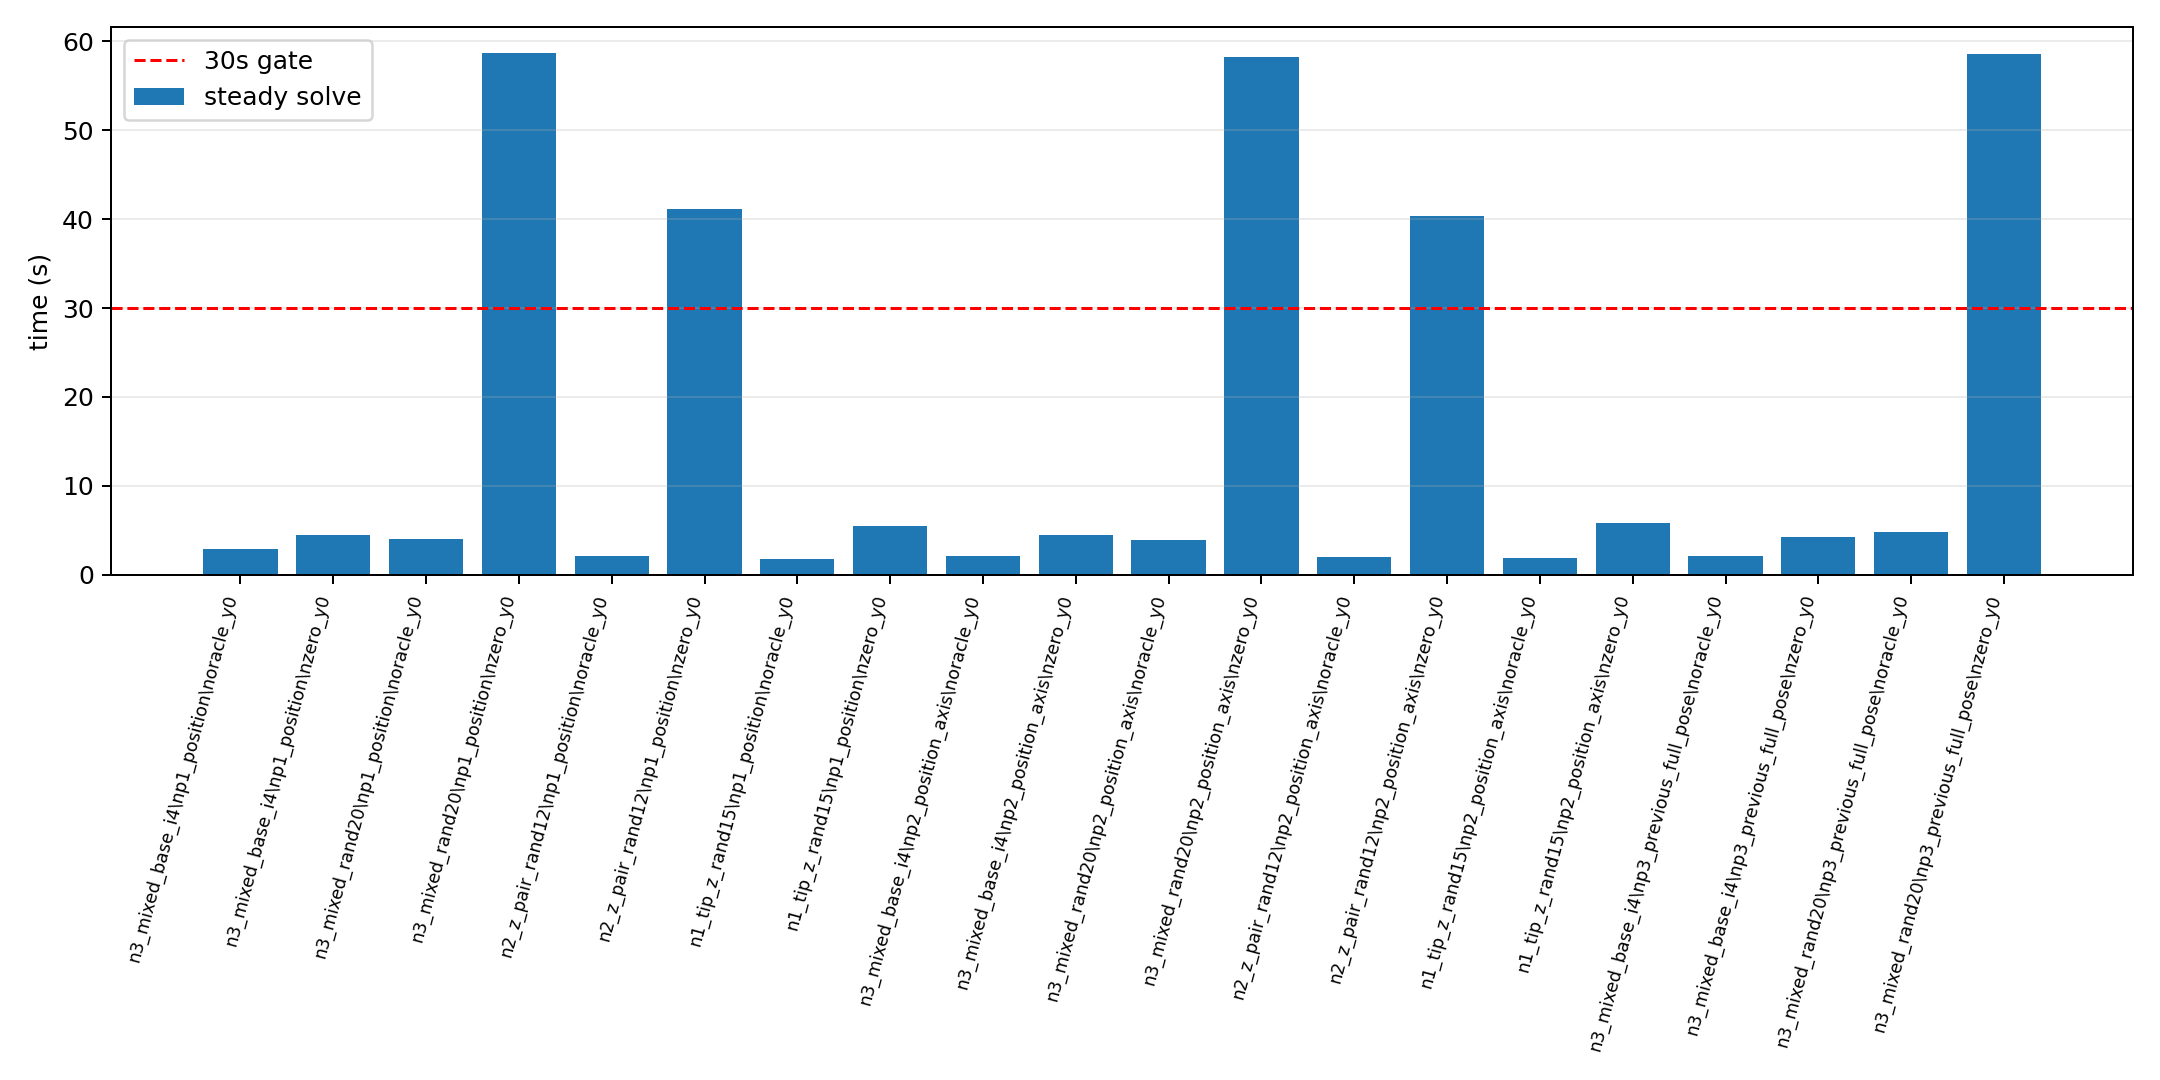 30s gate
steady solve
time (s)
60
50
40
30
20
10
0
n3_mixed_base_i4\np1_position\noracle_y0
n3_mixed_base_i4\np1_position\nzero_y0
n3_mixed_rand20\np1_position\noracle_y0
n3_mixed_rand20\np1_position\nzero_y0
n2_z_pair_rand12\np1_position\noracle_y0
n2_z_pair_rand12\np1_position\nzero_y0
n1_tip_z_rand15\np1_position\noracle_y0
n1_tip_z_rand15\np1_position\nzero_y0
n3_mixed_base_i4\np2_position_axis\noracle_y0
n3_mixed_base_i4\np2_position_axis\nzero_y0
n3_mixed_rand20\np2_position_axis\noracle_y0
n3_mixed_rand20\np2_position_axis\nzero_y0
n2_z_pair_rand12\np2_position_axis\noracle_y0
n2_z_pair_rand12\np2_position_axis\nzero_y0
n1_tip_z_rand15\np2_position_axis\noracle_y0
n1_tip_z_rand15\np2_position_axis\nzero_y0
n3_mixed_base_i4\np3_previous_full_pose\noracle_y0
n3_mixed_base_i4\np3_previous_full_pose\nzero_y0
n3_mixed_rand20\np3_previous_full_pose\noracle_y0
n3_mixed_rand20\np3_previous_full_pose\nzero_y0